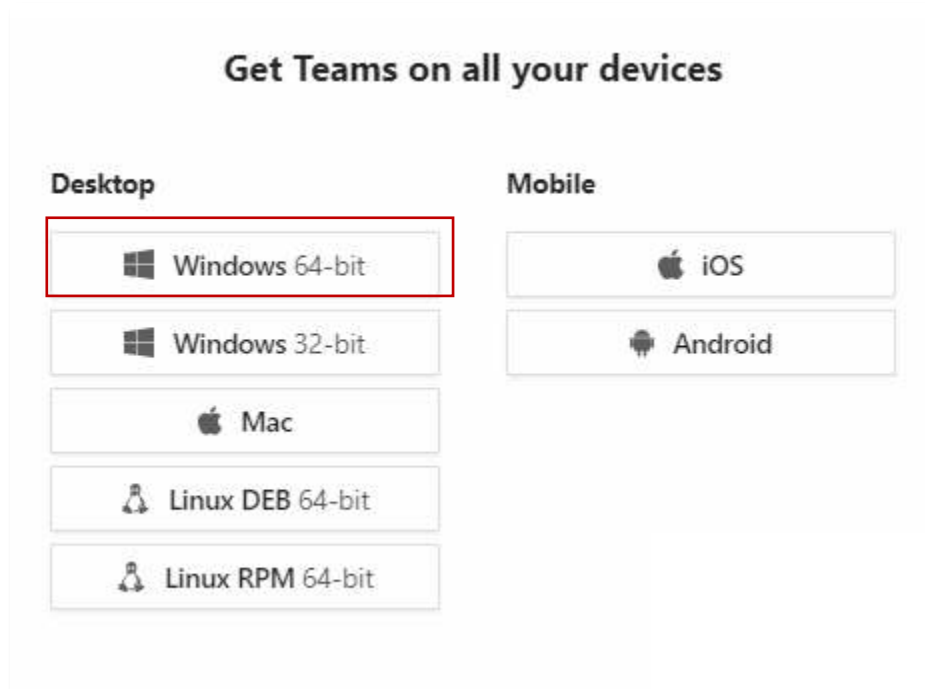 Get Teams on all your devices
Desktop
Windows 64-bit
Windows 32-bit
Mac
Linux DEB 64-bit
Linux RPM 64-bit
Mobile
iOS
Android